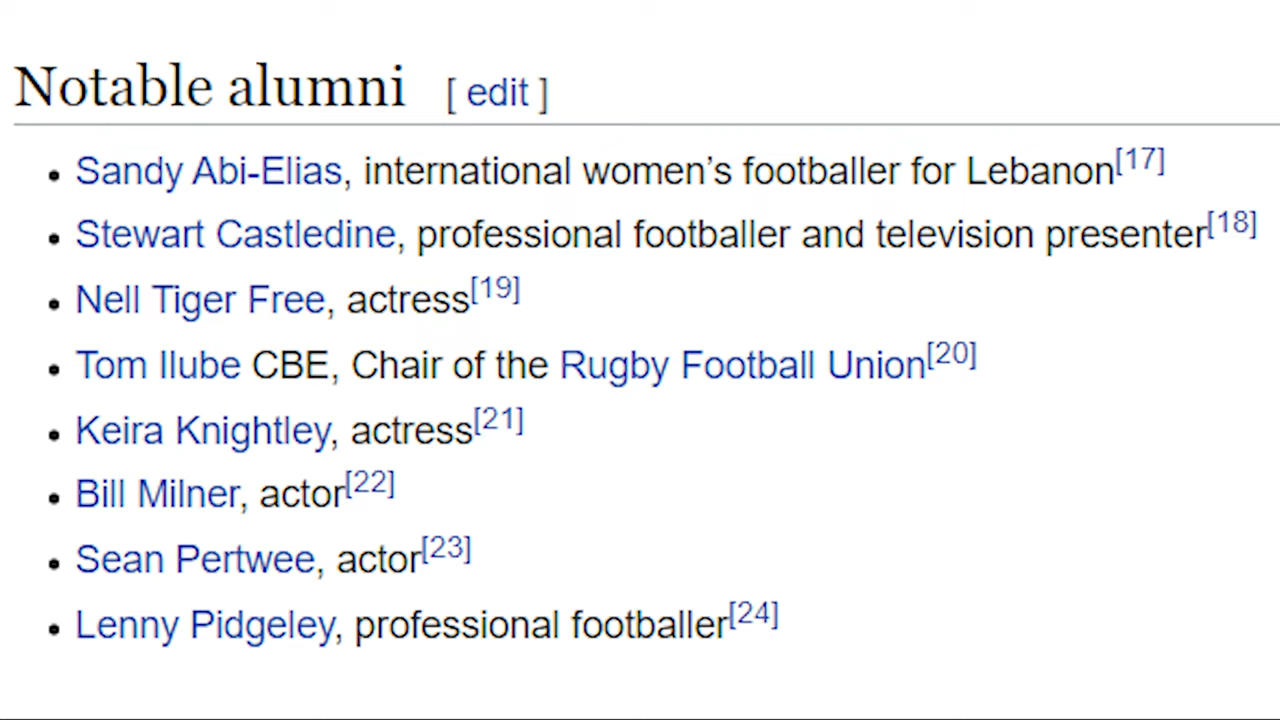 Notable alumni [ edit ]
Sandy Abi-Elias, international women’s footballer for Lebanon[17]
Stewart Castledine, professional footballer and television presenter[18]
Nell Tiger Free, actress[19]
Tom Ilube CBE, Chair of the Rugby Football Union[20]
Keira Knightley, actress[21]
Bill Milner, actor[22]
Sean Pertwee, actor[23]
Lenny Pidgeley, professional footballer[24]